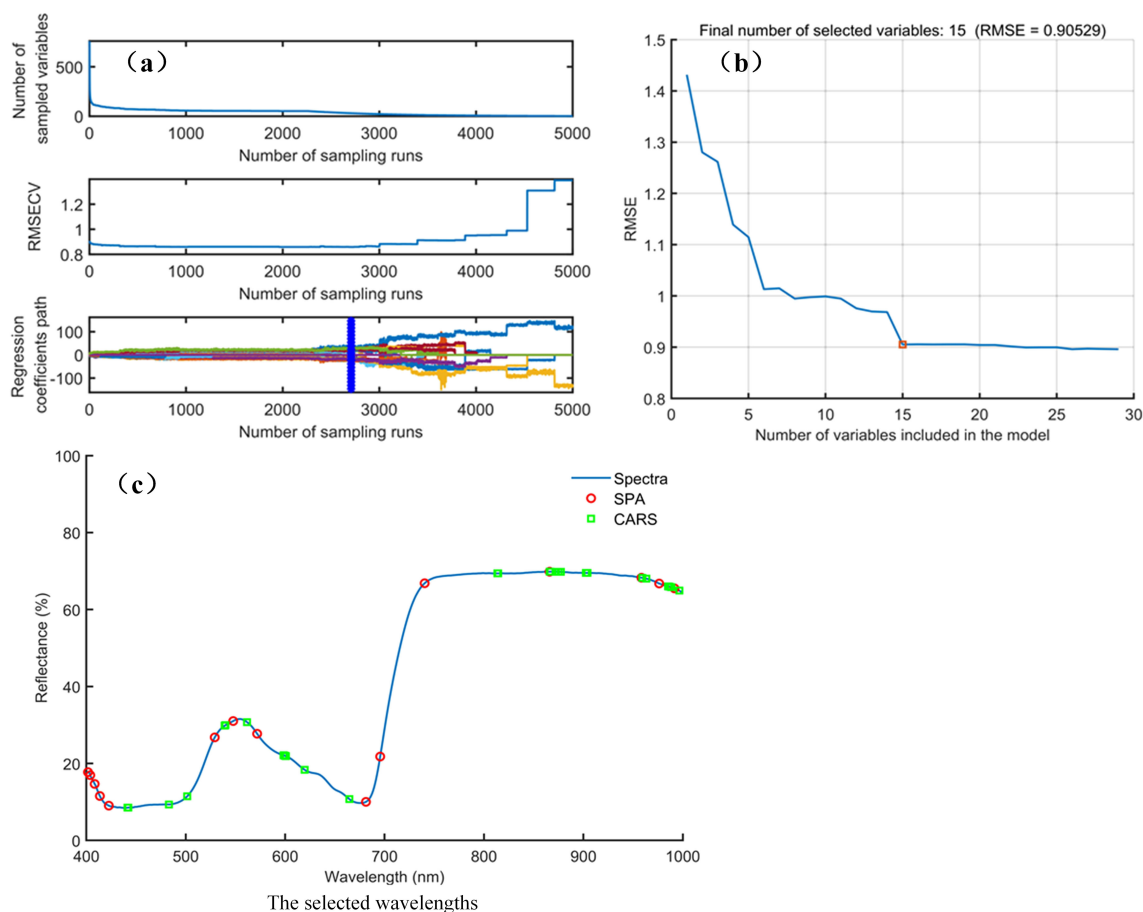 Number of
sampled variables
500
0
（a）
0 1000 2000 3000 4000 5000
Number of sampling runs
RMSECV
1.2
1
0.8
0 1000 2000 3000 4000 5000
Number of sampling runs
Regression
coefficients path
100
0
-100
0 1000 2000 3000 4000 5000
Number of sampling runs
Final number of selected variables: 15 (RMSE = 0.90529)
（b）
RMSE
1.5
1.4
1.3
1.2
1.1
1
0.9
0.8
0 5 10 15 20 25 30
Number of variables included in the model
（c）
Spectra
SPA
CARS
Reflectance (%)
100
80
60
40
20
0
400 500 600 700 800 900 1000
Wavelength (nm)
The selected wavelengths